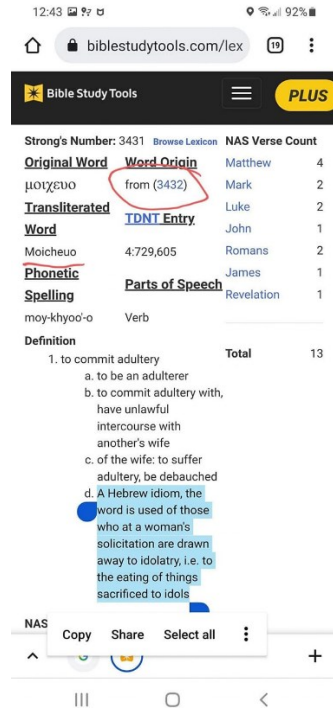 12:43 92%
biblestudytools.com/lex 19
Bible Study Tools PLUS
Strong's Number: 3431 Browse Lexicon
Original Word Word Origin
μοιχευο from (3432)
Transliterated Word TDNT Entry
Moicheuo 4:729,605
Phonetic Spelling Parts of Speech
moy-khyoo'-o Verb
Definition
1. to commit adultery
a. to be an adulterer
b. to commit adultery with,
have unlawful
intercourse with
another's wife
c. of the wife: to suffer
adultery, be debauched
d. A Hebrew idiom, the
word is used of those
who at a woman's
solicitation are drawn
away to idolatry, i.e. to
the eating of things
sacrificed to idols
NAS Verse Count
Matthew 4
Mark 2
Luke 2
John 1
Romans 2
James 1
Revelation 1
Total 13
NAS
Copy Share Select all